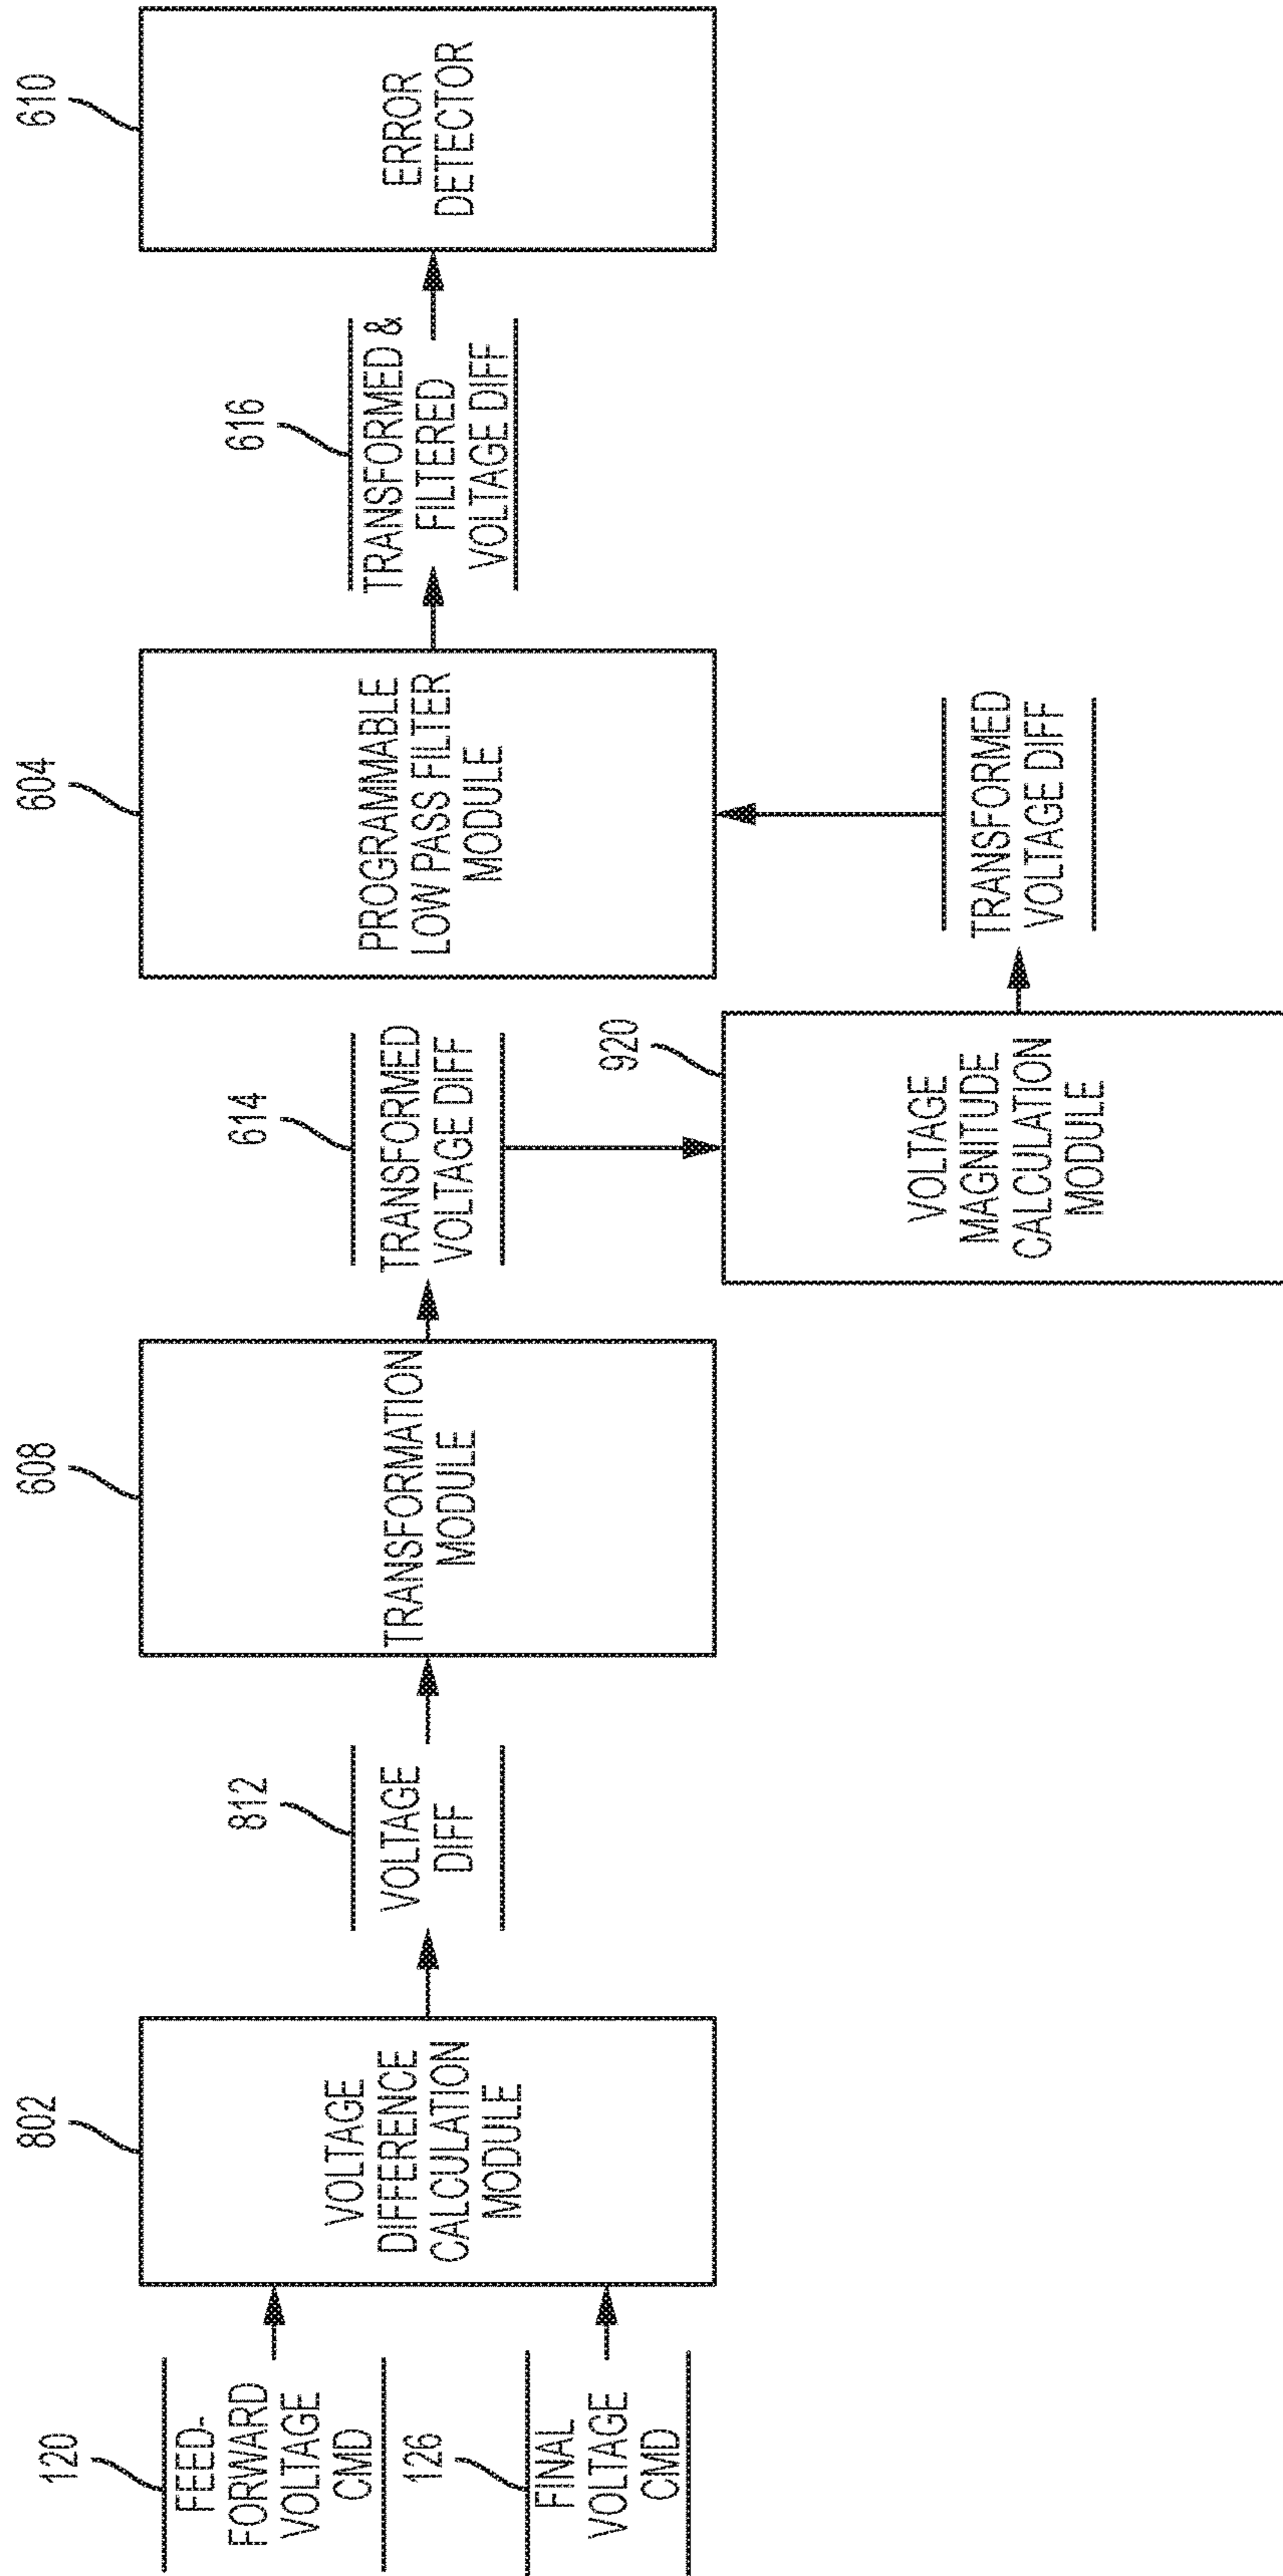 120
FEED-
FORWARD
VOLTAGE
CMD
126
FINAL
VOLTAGE
CMD
802
VOLTAGE
DIFFERENCE
CALCULATION
MODULE
812
VOLTAGE
DIFF
608
TRANSFORMATION
MODULE
614
TRANSFORMED
VOLTAGE DIFF
920
VOLTAGE
MAGNITUDE
CALCULATION
MODULE
TRANSFORMED
VOLTAGE DIFF
604
PROGRAMMABLE
LOW PASS FILTER
MODULE
616
TRANSFORMED &
FILTERED
VOLTAGE DIFF
610
ERROR
DETECTOR